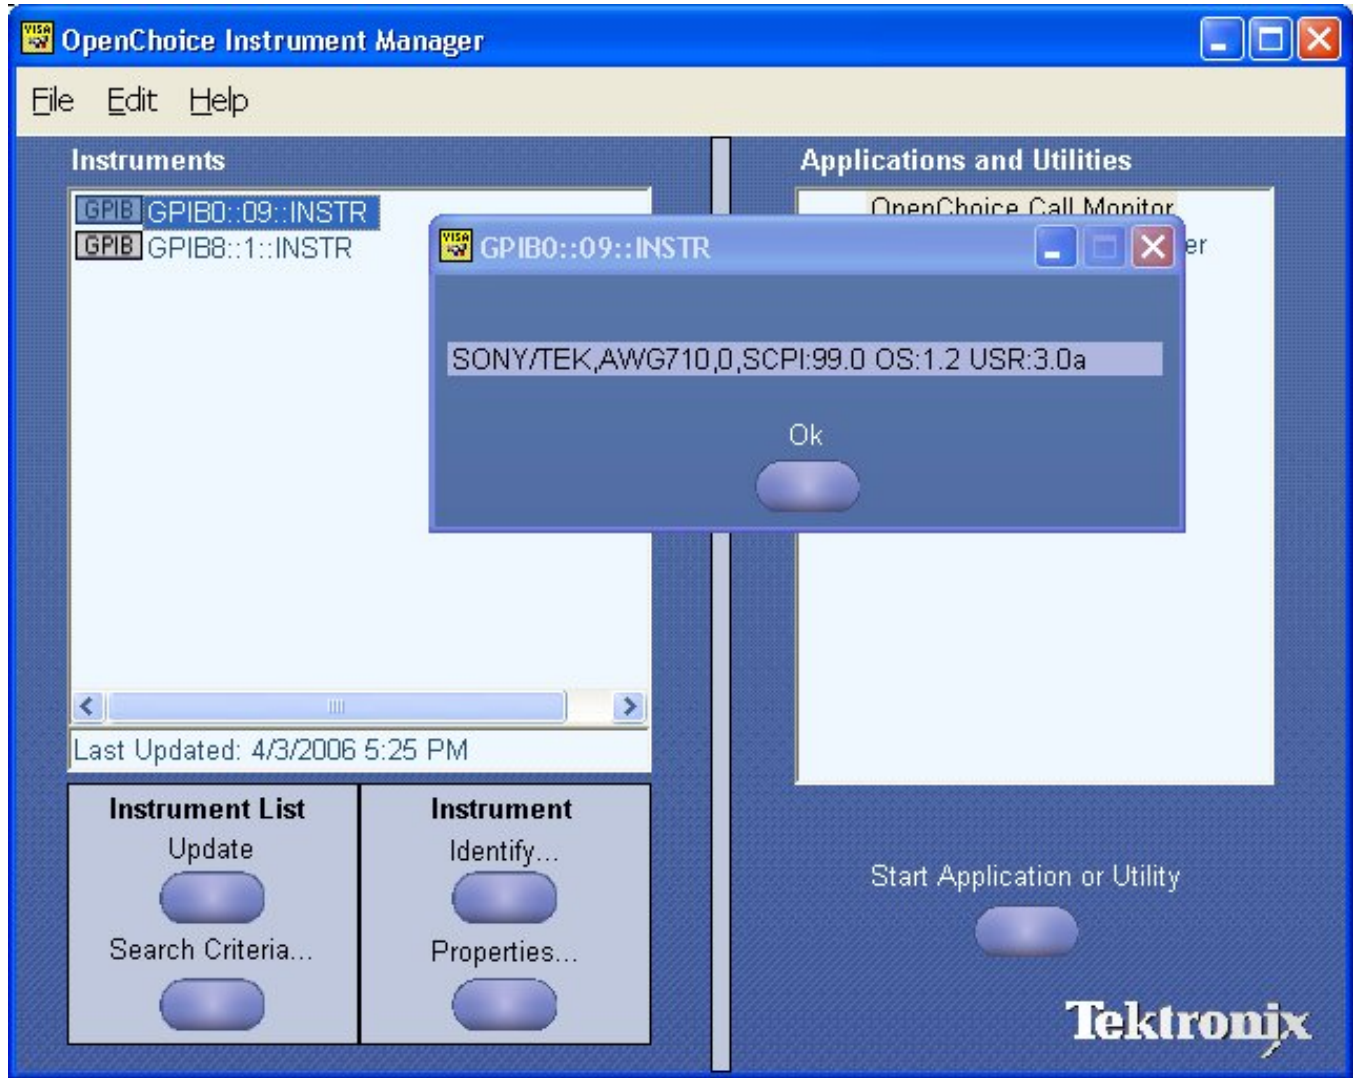 VISA OpenChoice Instrument Manager
File Edit Help
Instruments
GPIB GPIB0::09::INSTR
GPIB GPIB8::1::INSTR
Last Updated: 4/3/2006 5:25 PM
Applications and Utilities
OpenChoice Call Monitor
er
VISA GPIB0::09::INSTR
SONY/TEK,AWG710,0,SCPI:99.0 OS:1.2 USR:3.0a
Ok
Instrument List
Update
Search Criteria...
Instrument
Identify...
Properties...
Start Application or Utility
Tektronix